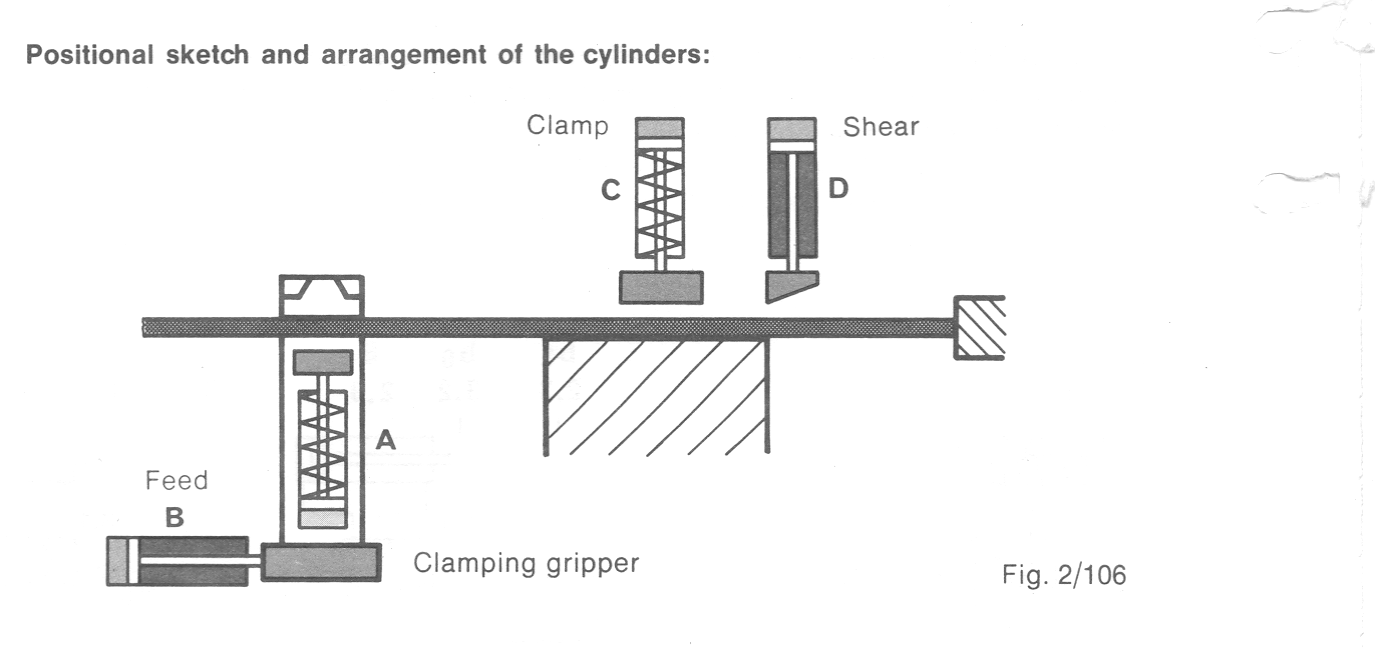 Positional sketch and arrangement of the cylinders:
Clamp
Shear
C
D
A
Feed
B
Clamping gripper
Fig. 2/106